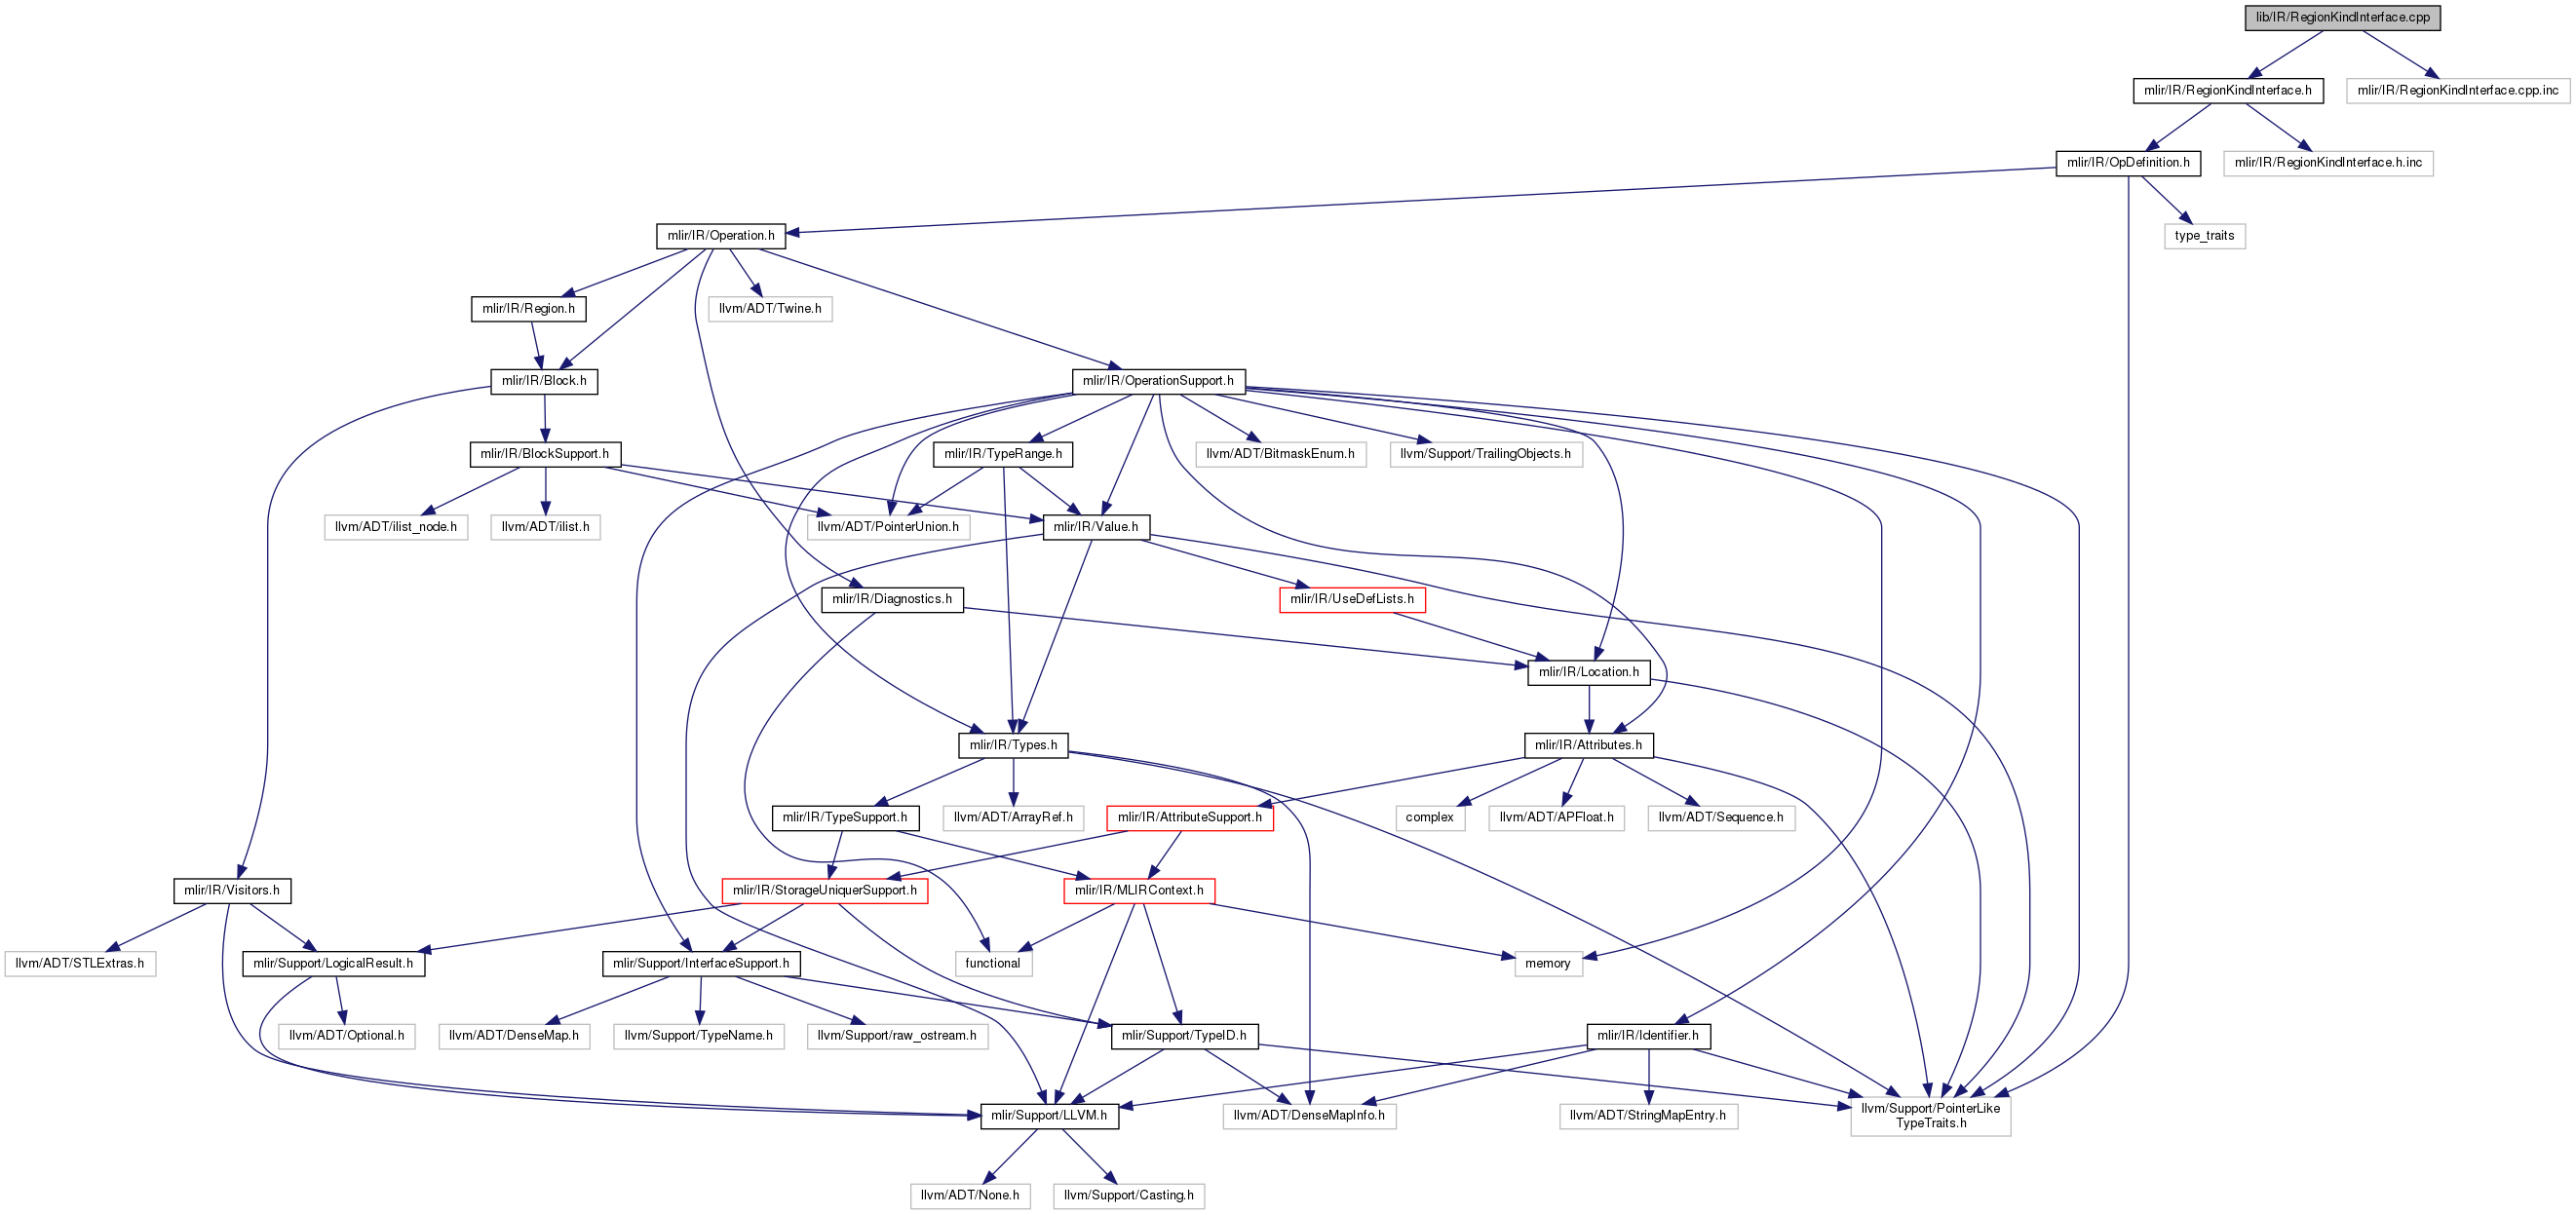 lib/IR/RegionKindInterface.cpp
mlir/IR/RegionKindInterface.h
mlir/IR/RegionKindInterface.cpp.inc
mlir/IR/OpDefinition.h
mlir/IR/RegionKindInterface.h.inc
mlir/IR/Operation.h
type_traits
mlir/IR/Region.h
llvm/ADT/Twine.h
mlir/IR/Block.h
mlir/IR/OperationSupport.h
mlir/IR/BlockSupport.h
mlir/IR/TypeRange.h
llvm/ADT/BitmaskEnum.h
llvm/Support/TrailingObjects.h
llvm/ADT/ilist_node.h
llvm/ADT/ilist.h
llvm/ADT/PointerUnion.h
mlir/IR/Value.h
mlir/IR/Diagnostics.h
mlir/IR/UseDefLists.h
mlir/IR/Location.h
mlir/IR/Types.h
mlir/IR/Attributes.h
mlir/IR/TypeSupport.h
llvm/ADT/ArrayRef.h
mlir/IR/AttributeSupport.h
complex
llvm/ADT/APFloat.h
llvm/ADT/Sequence.h
mlir/IR/Visitors.h
mlir/IR/StorageUniquerSupport.h
mlir/IR/MLIRContext.h
llvm/ADT/STLExtras.h
mlir/Support/LogicalResult.h
mlir/Support/InterfaceSupport.h
functional
memory
llvm/ADT/Optional.h
llvm/ADT/DenseMap.h
llvm/Support/TypeName.h
llvm/Support/raw_ostream.h
mlir/Support/TypeID.h
mlir/IR/Identifier.h
mlir/Support/LLVM.h
llvm/ADT/DenseMapInfo.h
llvm/ADT/StringMapEntry.h
llvm/Support/PointerLike
TypeTraits.h
llvm/ADT/None.h
llvm/Support/Casting.h